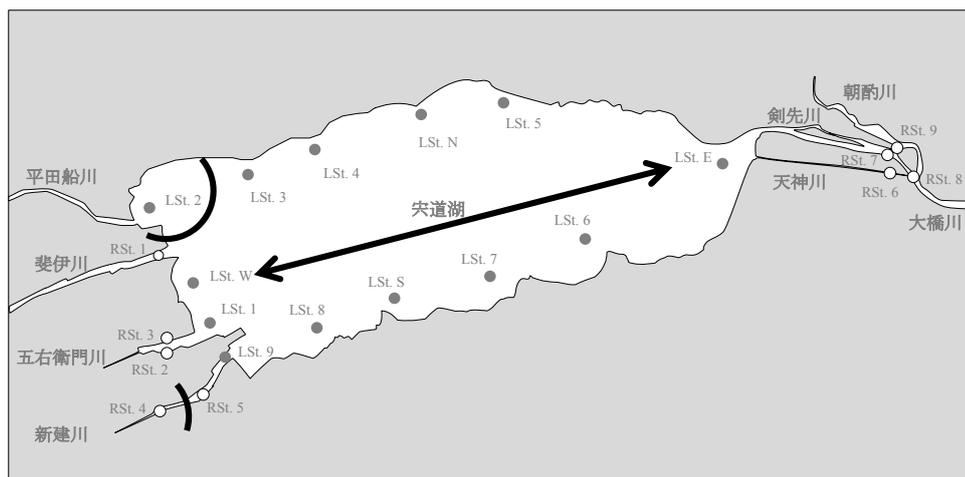 朝酌川
剣先川
RSt. 9
LSt. 5
LSt. N
LSt. E
RSt. 7
LSt. 4
天神川
RSt. 6
RSt. 8
平田船川
LSt. 3
LSt. 2
宍道湖
大橋川
LSt. 6
RSt. 1
斐伊川
LSt. W
LSt. 7
LSt. S
LSt. 1
LSt. 8
RSt. 3
五右衛門川
LSt. 9
RSt. 2
RSt. 4
RSt. 5
新建川